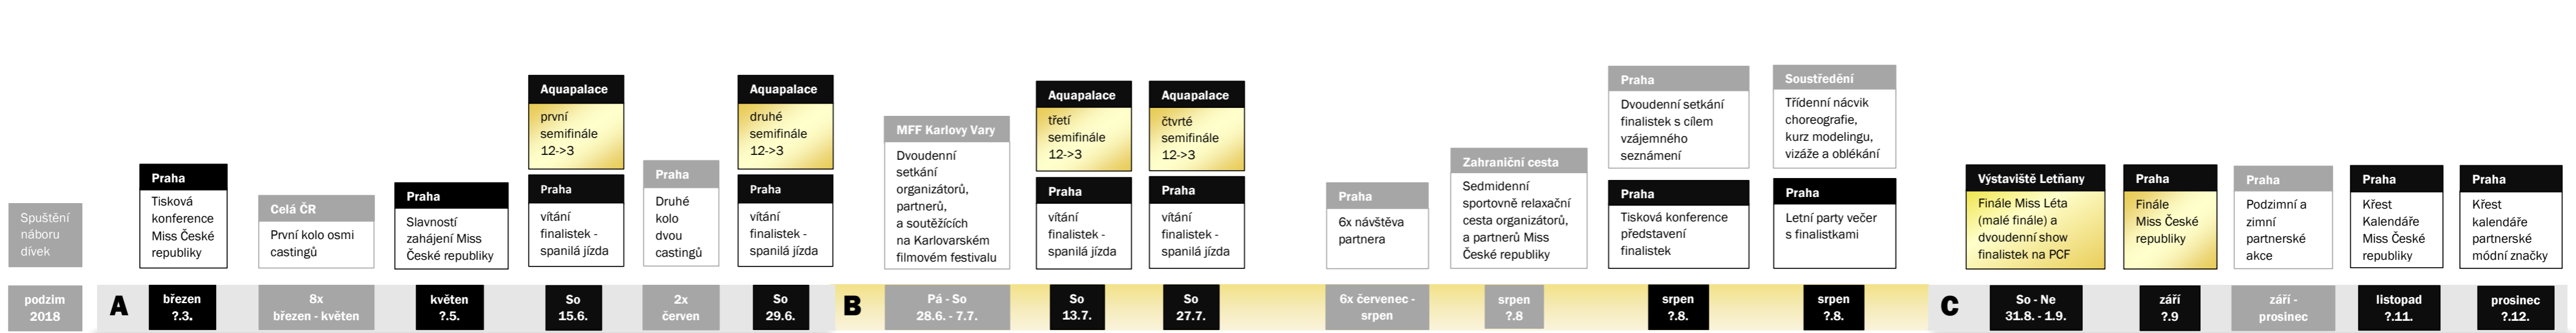 Spuštění
náboru
dívek
podzim
2018
A
Praha
Tisková
konference
Miss České
republiky
březen
?.3.
Celá ČR
První kolo osmi
castingů
8x
březen - květen
Praha
Slavností
zahájení Miss
České republiky
květen
?.5.
Aquapalace
první
semifinále
12->3
Praha
vítání
finalistek -
spanilá jízda
So
15.6.
Praha
Druhé
kolo
dvou
castingů
2x
červen
Aquapalace
druhé
semifinále
12->3
Praha
vítání
finalistek -
spanilá jízda
So
29.6.
B
MFF Karlovy Vary
Dvoudenní
setkání
organizátorů,
partnerů,
a soutěžících
na Karlovarském
filmovém festivalu
Pá - So
28.6. - 7.7.
Aquapalace
třetí
semifinále
12->3
Praha
vítání
finalistek -
spanilá jízda
So
13.7.
Aquapalace
čtvrté
semifinále
12->3
Praha
vítání
finalistek -
spanilá jízda
So
27.7.
Praha
6x návštěva
partnera
6x červenec -
srpen
Zahraniční cesta
Sedmidenní
sportovně relaxační
cesta organizátorů,
a partnerů Miss
České republiky
srpen
?.8
Praha
Dvoudenní setkání
finalistek s cílem
vzájemného
seznámení
Praha
Tisková konference
představení
finalistek
srpen
?.8.
Soustředění
Třídenní nácvik
choreografie,
kurz modelingu,
vizáže a oblékání
Praha
Letní party večer
s finalistkami
srpen
?.8.
C
Výstaviště Letňany
Finále Miss Léta
(malé finále) a
dvoudenní show
finalistek na PCF
So - Ne
31.8. - 1.9.
Praha
Finále
Miss České
republiky
září
?.9
Praha
Podzimní a
zimní
partnerské
akce
září -
prosinec
Praha
Křest
Kalendáře
Miss České
republiky
listopad
?.11.
Praha
Křest
kalendáře
partnerské
módní značky
prosinec
?.12.